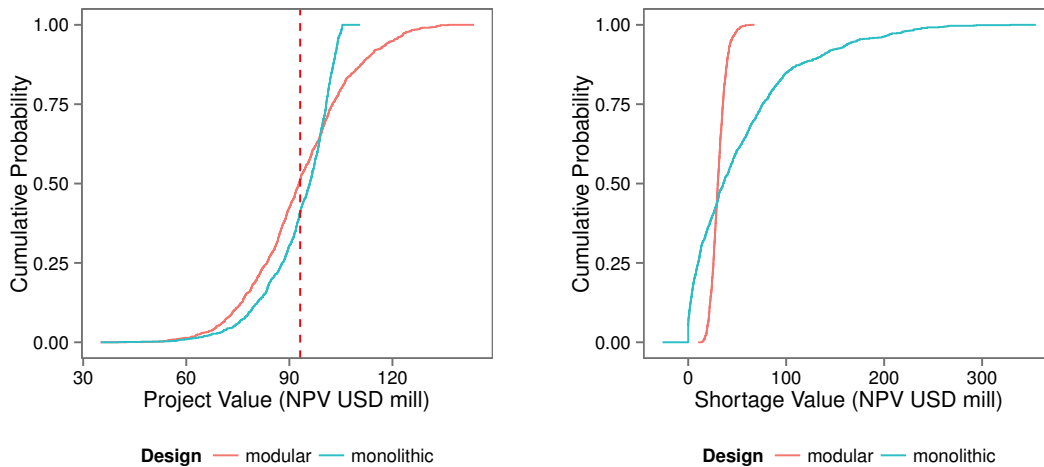 1.00
0.75
0.50
0.25
0.00
Cumulative Probability
30 60 90 120
Project Value (NPV USD mill)
Design modular monolithic
1.00
0.75
0.50
0.25
0.00
Cumulative Probability
0 100 200 300
Shortage Value (NPV USD mill)
Design modular monolithic